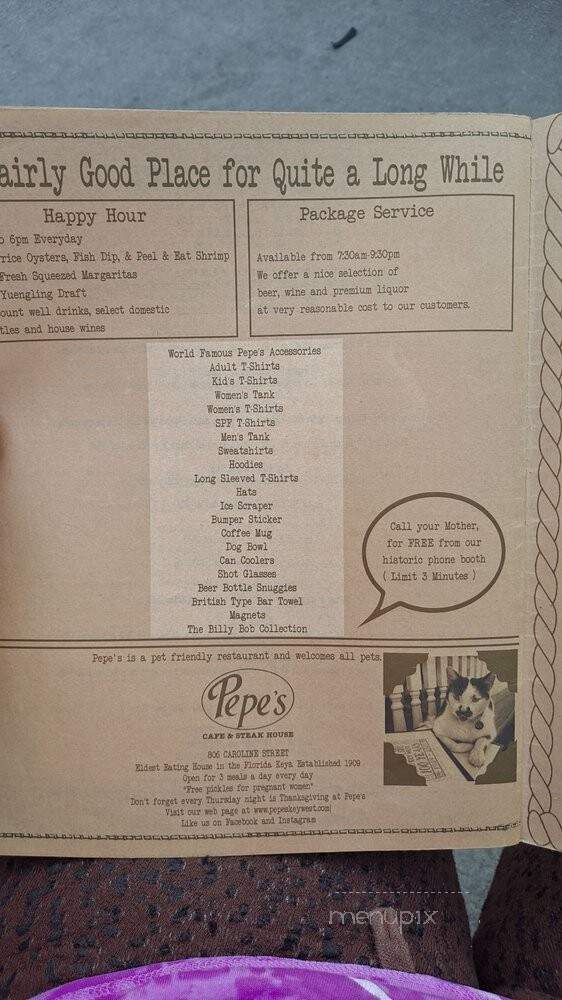 airly Good Place for Quite a Long While
Happy Hour
o 6pm Everyday
rice Oysters, Fish Dip, & Peel & Eat Shrimp
Fresh Squeezed Margaritas
Yuengling Draft
ount well drinks, select domestic
tles and house wines
Package Service
Available from 7:30am-9:30pm
We offer a nice selection of
beer, wine and premium liquor
at very reasonable cost to our customers.
World Famous Pepe's Accessories
Adult T-Shirts
Kid's T-Shirts
Women's Tank
Women's T-Shirts
SPF T-Shirts
Men's Tank
Sweatshirts
Hoodies
Long Sleeved T-Shirts
Hats
Ice Scraper
Bumper Sticker
Coffee Mug
Dog Bowl
Can Coolers
Shot Glasses
Beer Bottle Snuggies
British Type Bar Towel
Magnets
The Billy Bob Collection
Call your Mother,
for FREE from our
historic phone booth
( Limit 3 Minutes )
Pepe's is a pet friendly restaurant and welcomes all pets.
Pepe's
CAFE & STEAK HOUSE
806 CAROLINE STREET
Eldest Eating House in the Florida Keys Established 1909
Open for 3 meals a day every day
"Free pickles for pregnant women"
Don't forget every Thursday night is Thanksgiving at Pepe's
Visit our web page at www.pepeskeywest.com|
Like us on Facebook and Instagram
menupix